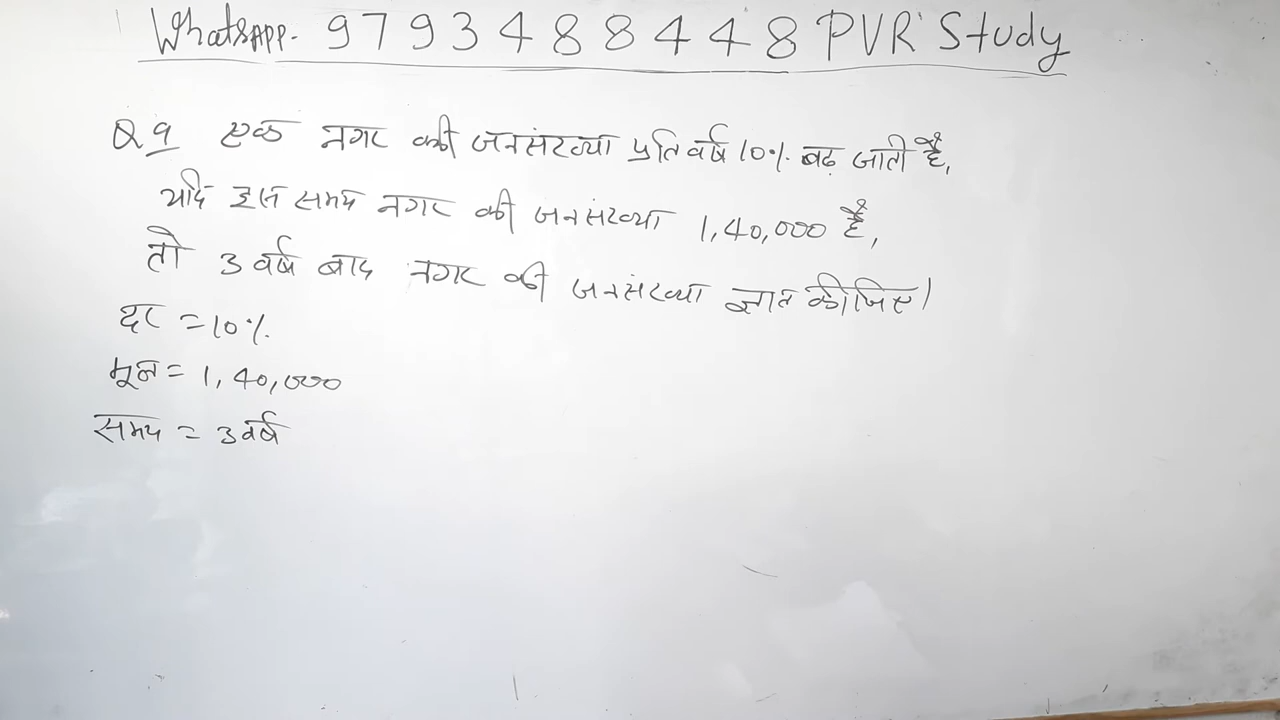 Whatsapp. 9793488448 PVR Study
Q 9 एक नगर की जनसंख्या प्रतिवर्ष 10% बढ़ जाती है,
यदि इस समय नगर की जनसंख्या 1,40,000 है,
तो 3 वर्ष बाद नगर की जनसंख्या ज्ञात कीजिए।
दर = 10%.
मूल = 1,40,000
समय = 3 वर्ष